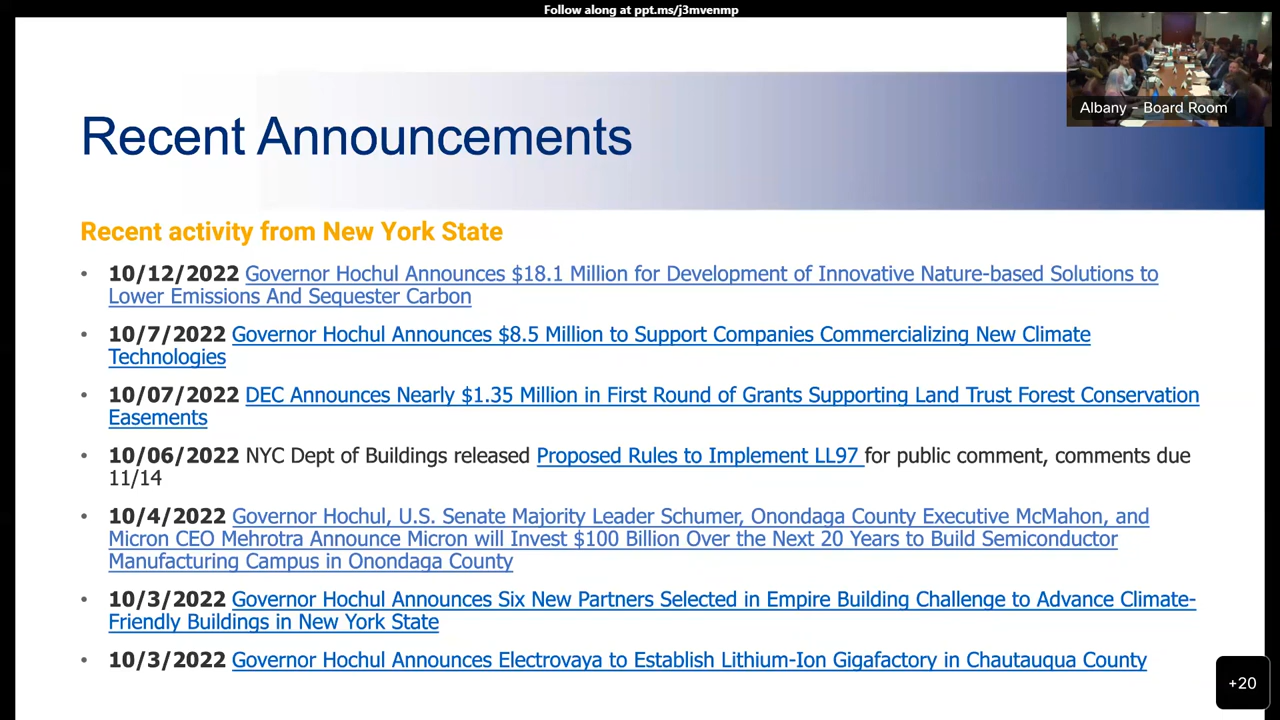 Follow along at ppt.ms/j3mvenmp
Albany - Board Room
Recent Announcements
Recent activity from New York State
• 10/12/2022 Governor Hochul Announces $18.1 Million for Development of Innovative Nature-based Solutions to
Lower Emissions And Sequester Carbon
• 10/7/2022 Governor Hochul Announces $8.5 Million to Support Companies Commercializing New Climate
Technologies
• 10/07/2022 DEC Announces Nearly $1.35 Million in First Round of Grants Supporting Land Trust Forest Conservation
Easements
• 10/06/2022 NYC Dept of Buildings released Proposed Rules to Implement LL97 for public comment, comments due
11/14
• 10/4/2022 Governor Hochul, U.S. Senate Majority Leader Schumer, Onondaga County Executive McMahon, and
Micron CEO Mehrotra Announce Micron will Invest $100 Billion Over the Next 20 Years to Build Semiconductor
Manufacturing Campus in Onondaga County
• 10/3/2022 Governor Hochul Announces Six New Partners Selected in Empire Building Challenge to Advance Climate-
Friendly Buildings in New York State
• 10/3/2022 Governor Hochul Announces Electrovaya to Establish Lithium-Ion Gigafactory in Chautauqua County
+20